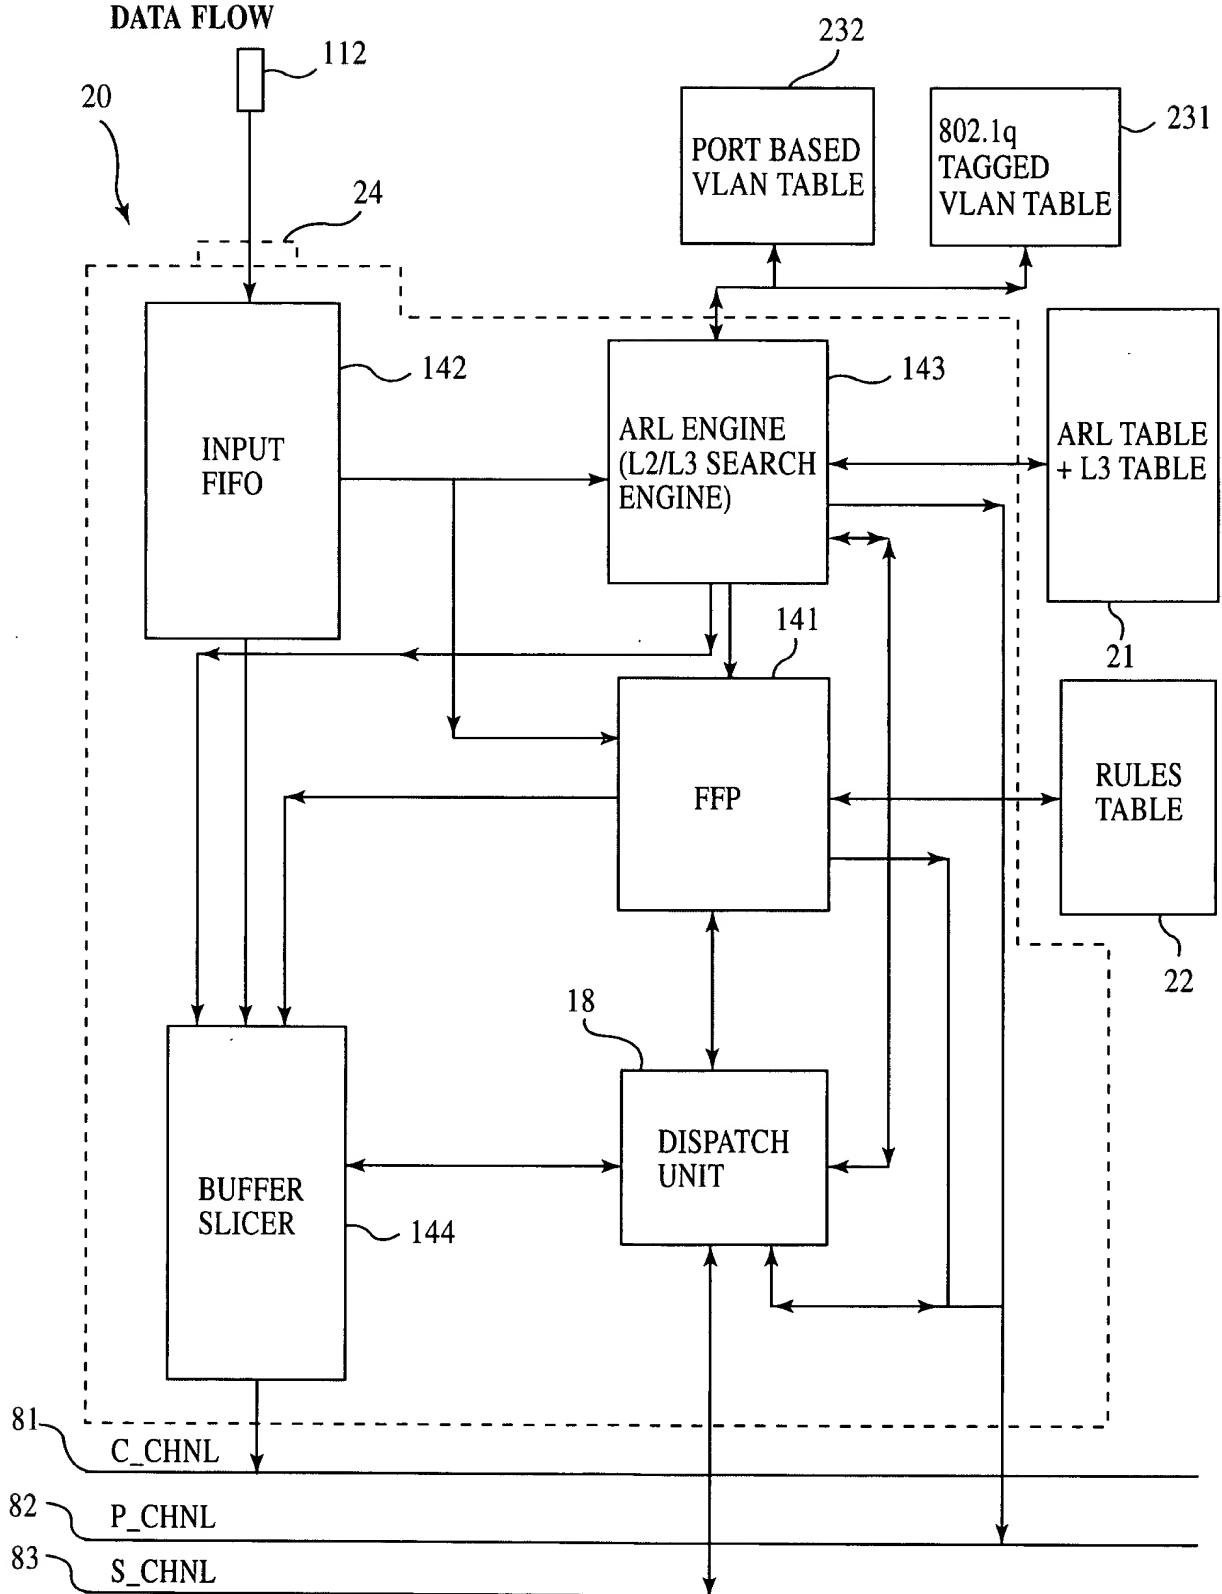 DATA FLOW
112
20
24
232
PORT BASED
VLAN TABLE
231
802.1q
TAGGED
VLAN TABLE
142
INPUT
FIFO
143
ARL ENGINE
(L2/L3 SEARCH
ENGINE)
ARL TABLE
+ L3 TABLE
21
141
FFP
RULES
TABLE
22
18
DISPATCH
UNIT
BUFFER
SLICER
144
81
C_CHNL
82
P_CHNL
83
S_CHNL